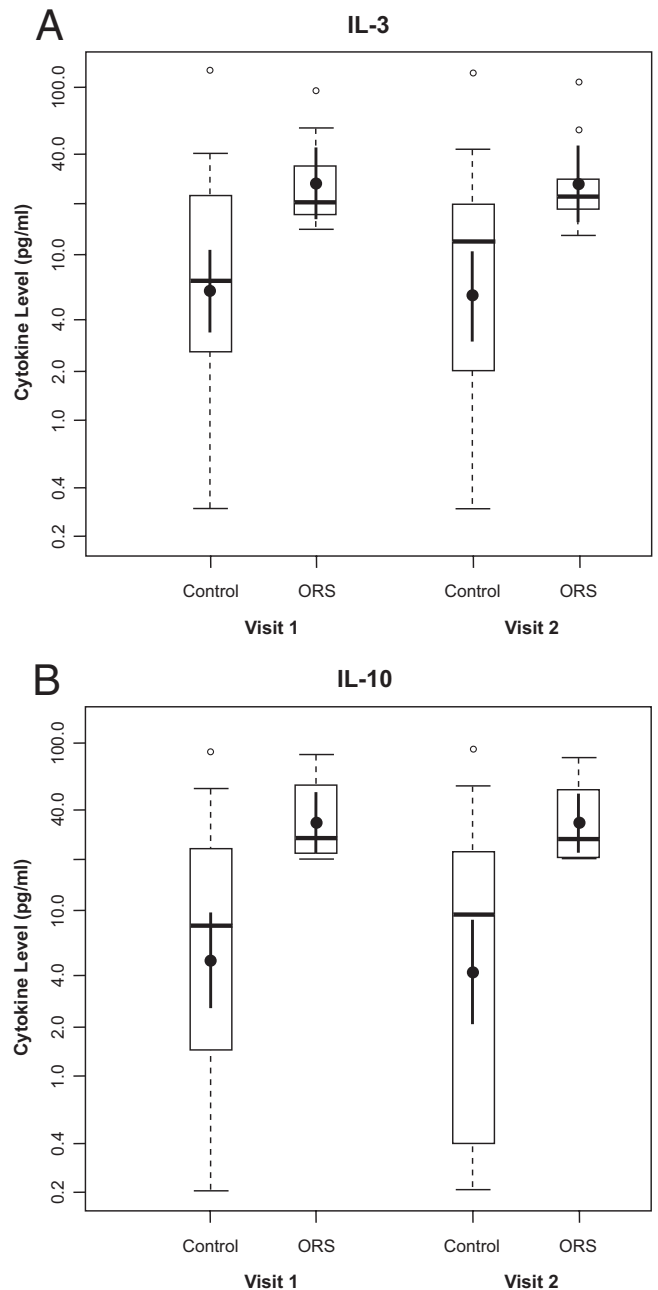 A
IL-3
Cytokine Level (pg/ml)
100.0
40.0
10.0
4.0
2.0
1.0
0.4
0.2
Control ORS Control ORS
Visit 1 Visit 2
B
IL-10
Cytokine Level (pg/ml)
100.0
40.0
10.0
4.0
2.0
1.0
0.4
0.2
Control ORS Control ORS
Visit 1 Visit 2